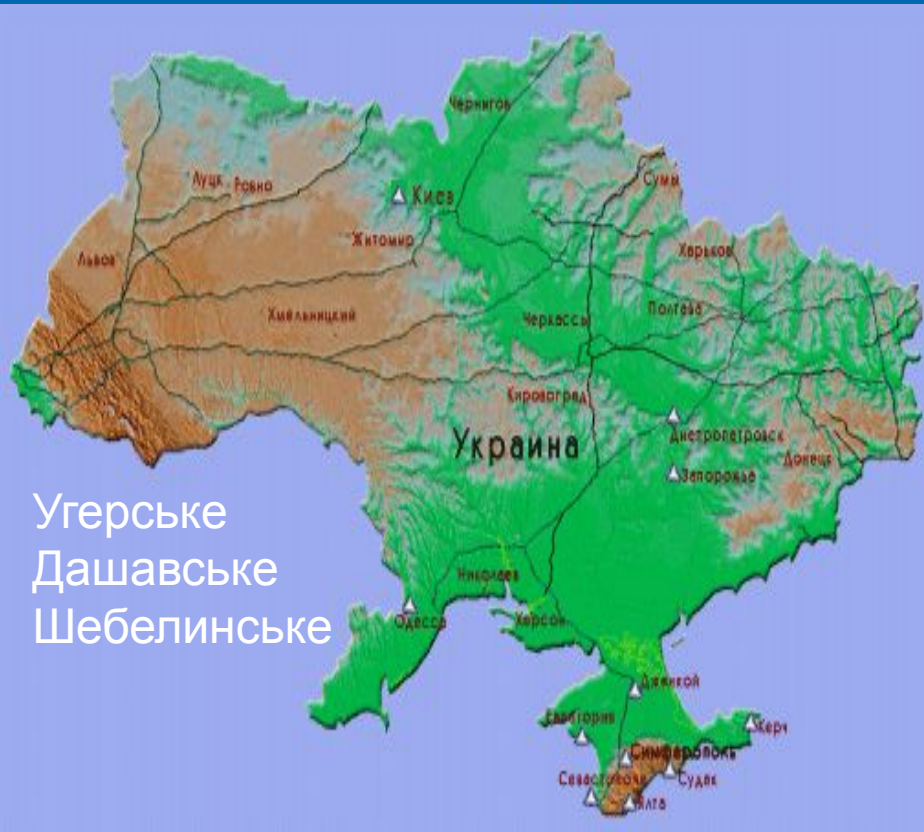 Чернигов
Луцк Ровно
Сумы
Киев
Житомир
Харьков
Львов
Полтава
Хмельницкий
Черкассы
Кировоград
Днепропетровск
Украина
Донецк
Запорожье
Угерське
Дашавське
Шебелинське
Николаев
Одесса
Херсон
Джанкой
Евпатория
Керч
Симферополь
Севастополь
Судак
Ялта